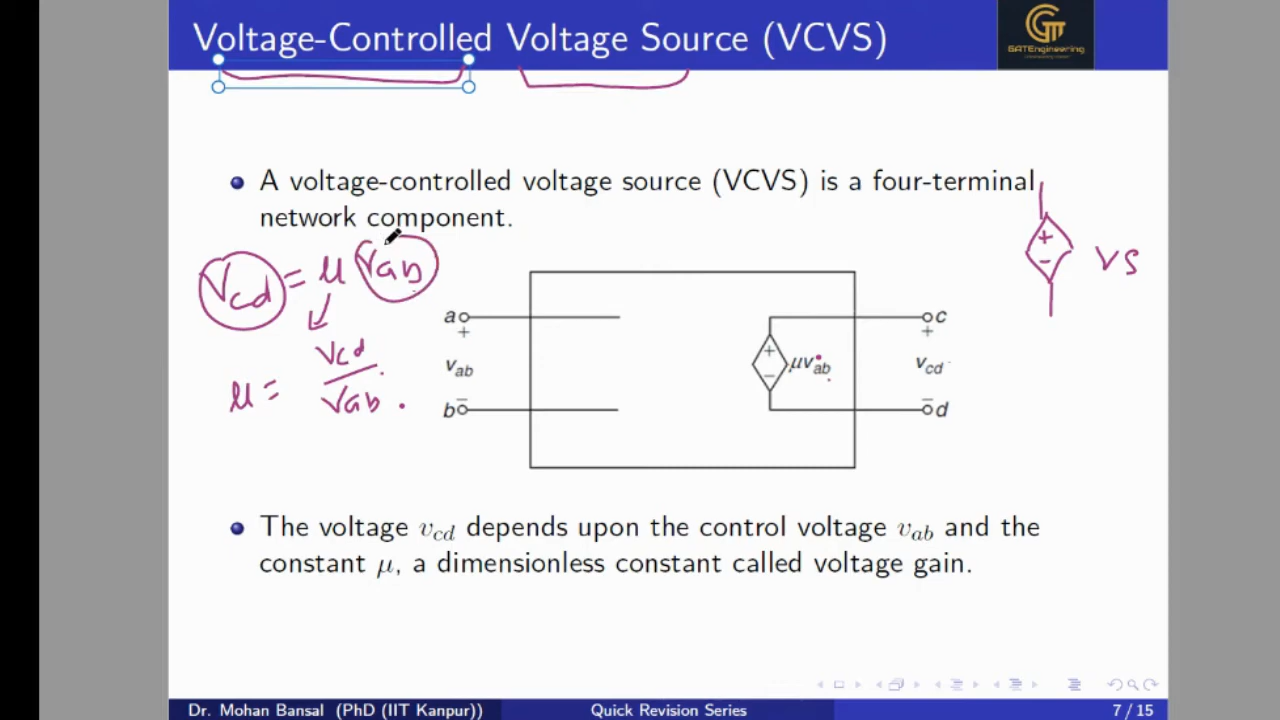 Voltage-Controlled Voltage Source (VCVS)
GATEngineering
A voltage-controlled voltage source (VCVS) is a four-terminal
network component.
Vcd = μ Vab
VS
μ = Vcd / Vab
a
+
vab
b
−
+
−
μvab
c
+
vcd
−
d
+
−
The voltage vcd depends upon the control voltage vab and the
constant μ, a dimensionless constant called voltage gain.
Dr. Mohan Bansal (PhD (IIT Kanpur))
Quick Revision Series
7 / 15